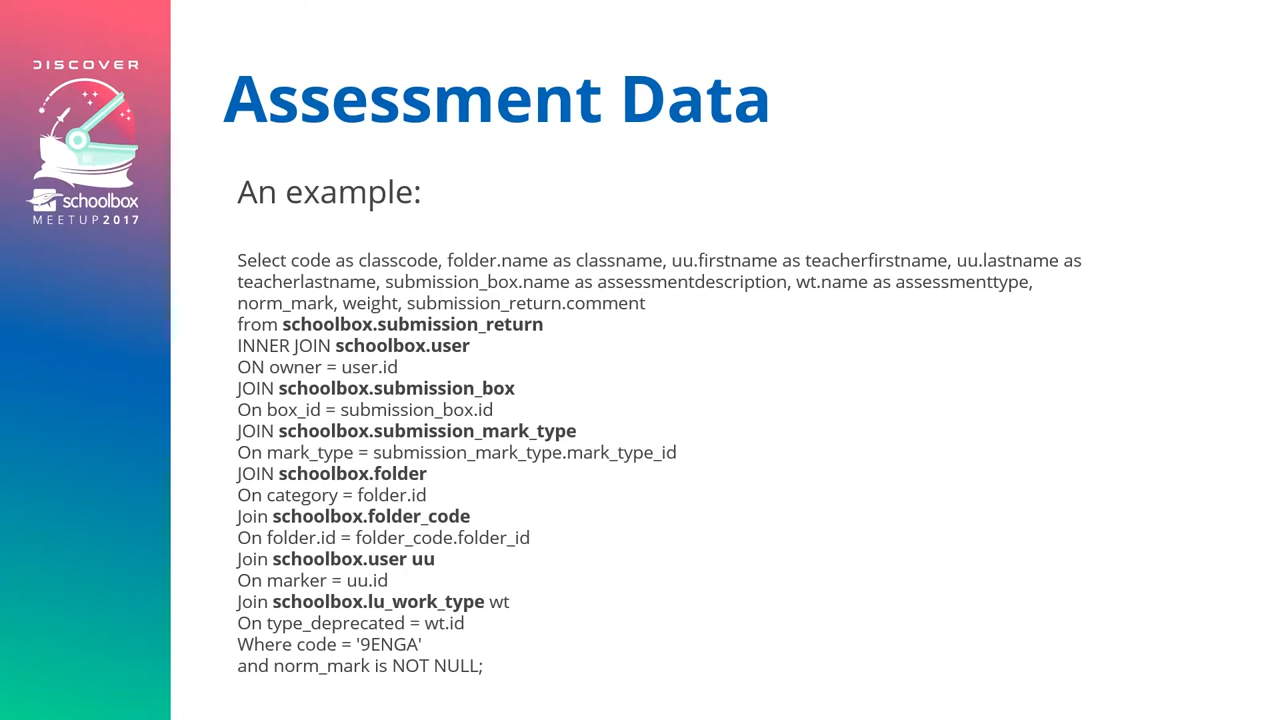 DISCOVER
schoolbox
MEETUP2017
Assessment Data
An example:
Select code as classcode, folder.name as classname, uu.firstname as teacherfirstname, uu.lastname as
teacherlastname, submission_box.name as assessmentdescription, wt.name as assessmenttype,
norm_mark, weight, submission_return.comment
from schoolbox.submission_return
INNER JOIN schoolbox.user
ON owner = user.id
JOIN schoolbox.submission_box
On box_id = submission_box.id
JOIN schoolbox.submission_mark_type
On mark_type = submission_mark_type.mark_type_id
JOIN schoolbox.folder
On category = folder.id
Join schoolbox.folder_code
On folder.id = folder_code.folder_id
Join schoolbox.user uu
On marker = uu.id
Join schoolbox.lu_work_type wt
On type_deprecated = wt.id
Where code = '9ENGA'
and norm_mark is NOT NULL;